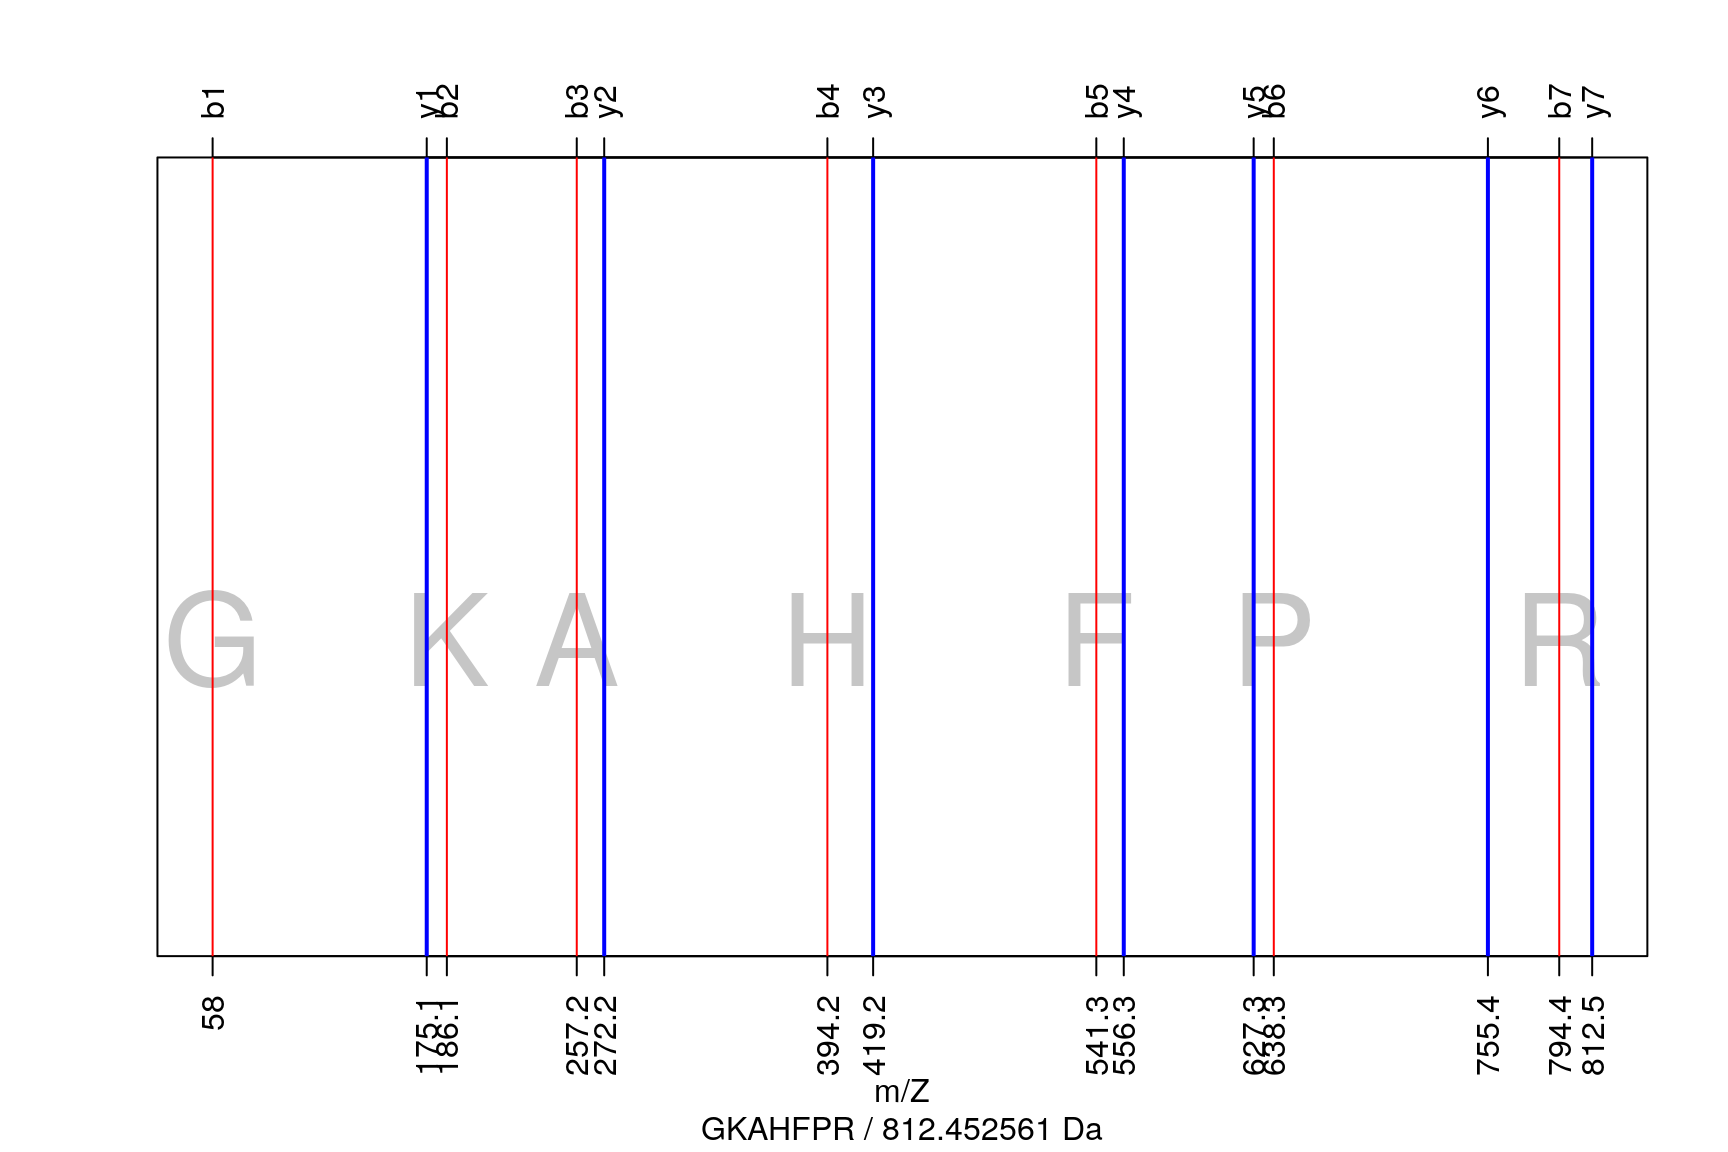 b1 y1 b2 b3 y2 b4 y3 b5 y4 y5 b6 y6 b7 y7
G K A H F P R
58 175.1 186.1 257.2 272.2 394.2 419.2 541.3 556.3 627.3 638.3 755.4 794.4 812.5
m/Z
GKAHFPR / 812.452561 Da